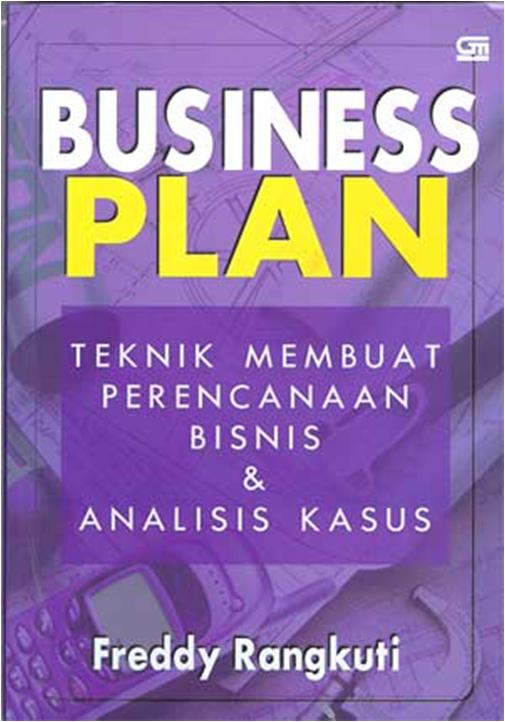 GM
BUSINESS
PLAN
TEKNIK MEMBUAT
PERENCANAAN
BISNIS
&
ANALISIS KASUS
Freddy Rangkuti